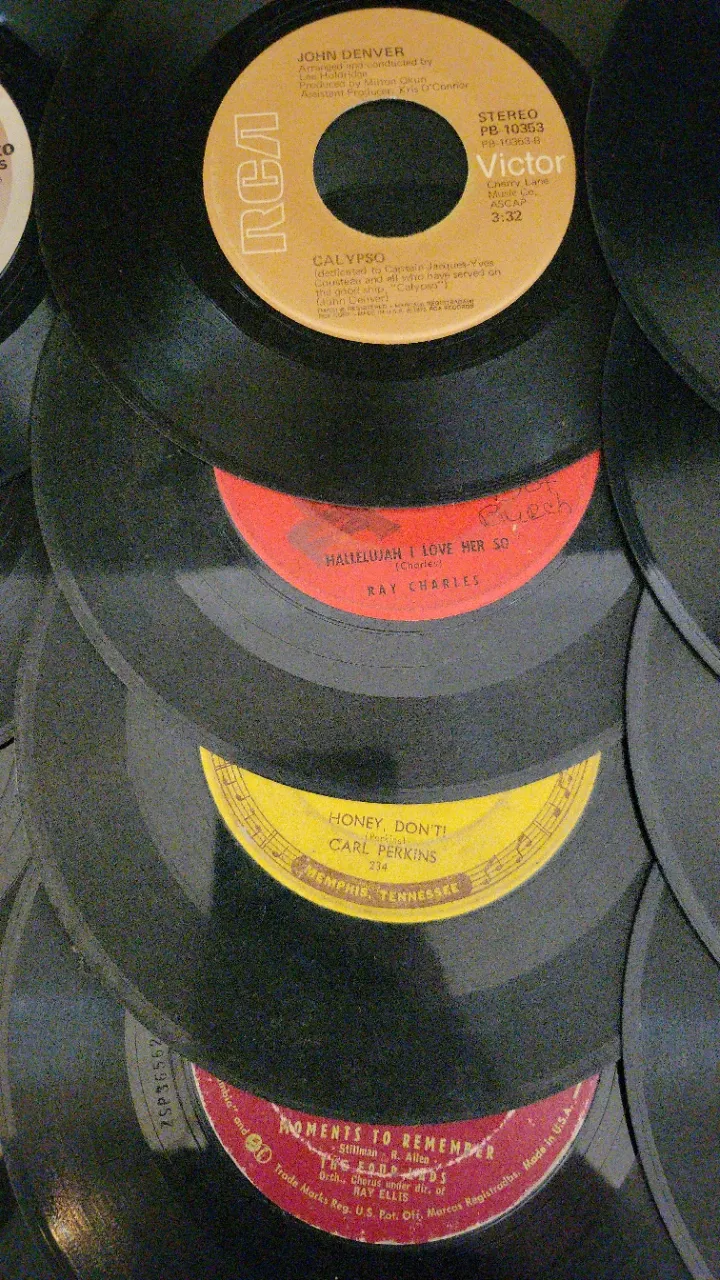 JOHN DENVER
Arranged and conducted by
Lee Holdridge
Produced by Milton Okun
Assistant Producer: Kris O'Connor
RCA
STEREO
PB-10353
PB-10353-B
Victor
Cherry Lane
Music Co.,
ASCAP
3:32
CALYPSO
(dedicated to Captain Jacques-Yves
Cousteau and all who have served on
the good ship, "Calypso")
(John Denver)
HALLELUJAH I LOVE HER SO
(Charles)
RAY CHARLES
HONEY, DON'T!
(Perkins)
CARL PERKINS
234
MEMPHIS, TENNESSEE
ZSP36562
MOMENTS TO REMEMBER
Stillman - R. Allen
THE FOUR LADS
Orch., Chorus under dir. of
RAY ELLIS
and Trade Marks Reg. U.S. Pat. Off. Marcas Registradas. Made in U.S.A.